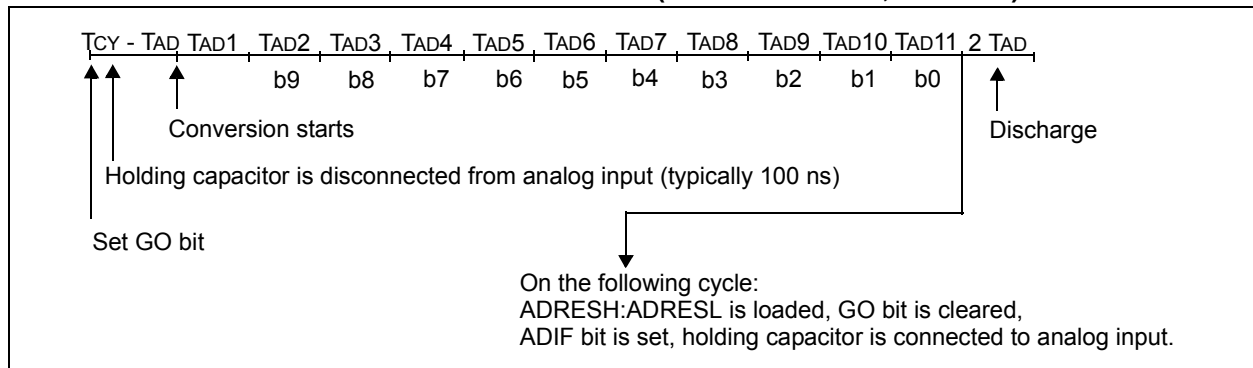 TCY - TAD TAD1 TAD2 TAD3 TAD4 TAD5 TAD6 TAD7 TAD8 TAD9 TAD10 TAD11 2 TAD
b9 b8 b7 b6 b5 b4 b3 b2 b1 b0
Conversion starts
Discharge
Holding capacitor is disconnected from analog input (typically 100 ns)
Set GO bit
On the following cycle:
ADRESH:ADRESL is loaded, GO bit is cleared,
ADIF bit is set, holding capacitor is connected to analog input.